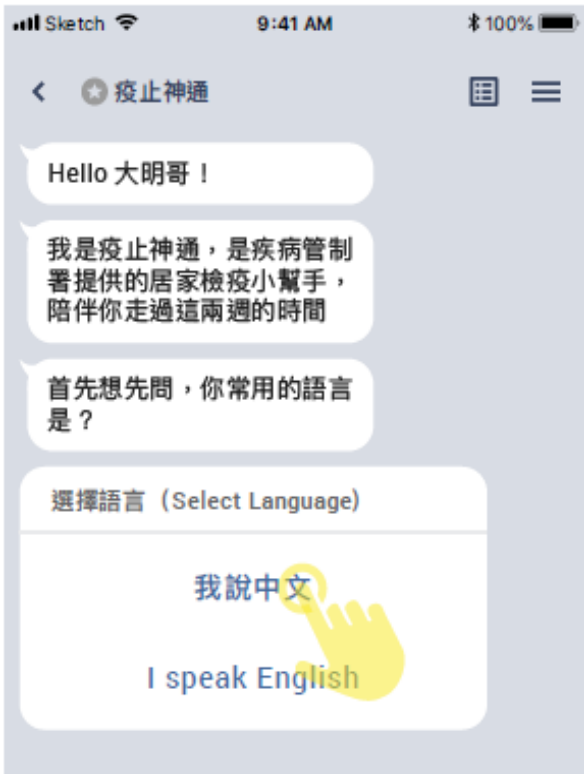 Sketch 9:41 AM 100%
疫止神通
Hello 大明哥！
我是疫止神通，是疾病管制
署提供的居家檢疫小幫手，
陪伴你走過這兩週的時間
首先想先問，你常用的語言
是？
選擇語言（Select Language）
我說中文
I speak English